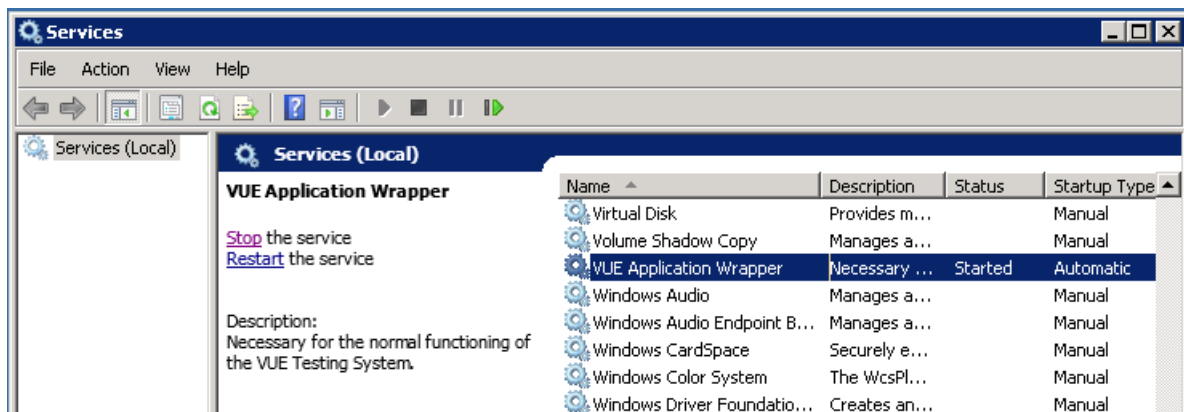 Services
File Action View Help
Services (Local)
Services (Local)
VUE Application Wrapper
Stop the service
Restart the service
Description:
Necessary for the normal functioning of
the VUE Testing System.
Name Description Status Startup Type
Virtual Disk Provides m... Manual
Volume Shadow Copy Manages a... Manual
VUE Application Wrapper Necessary ... Started Automatic
Windows Audio Manages a... Manual
Windows Audio Endpoint B... Manages a... Manual
Windows CardSpace Securely e... Manual
Windows Color System The WcsPl... Manual
Windows Driver Foundatio... Creates an... Manual